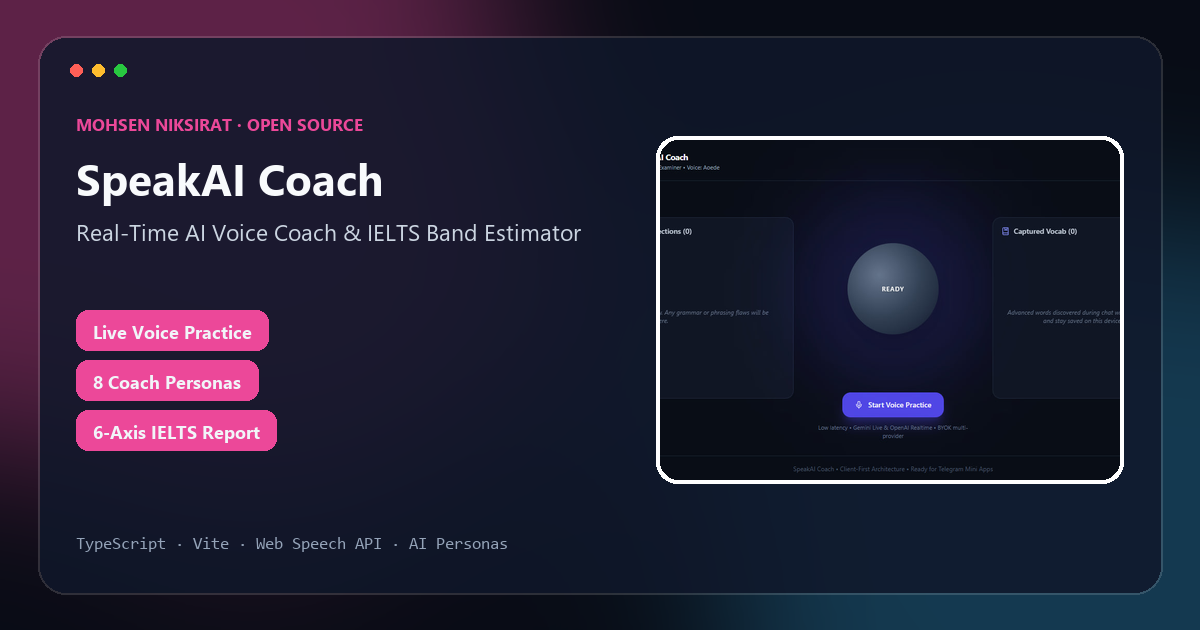 MOHSEN NIKSIRAT · OPEN SOURCE
SpeakAI Coach
Real-Time AI Voice Coach & IELTS Band Estimator
Live Voice Practice
8 Coach Personas
6-Axis IELTS Report
TypeScript · Vite · Web Speech API · AI Personas
I Coach
Examiner • Voice: Aoede
ections (0)
Any grammar or phrasing flaws will be
READY
Captured Vocab (0)
Advanced words discovered during chat
and stay saved on this device
Start Voice Practice
Low latency • Gemini Live & OpenAI Realtime • BYOK multi-
provider
SpeakAI Coach • Client-First Architecture • Ready for Telegram Mini Apps